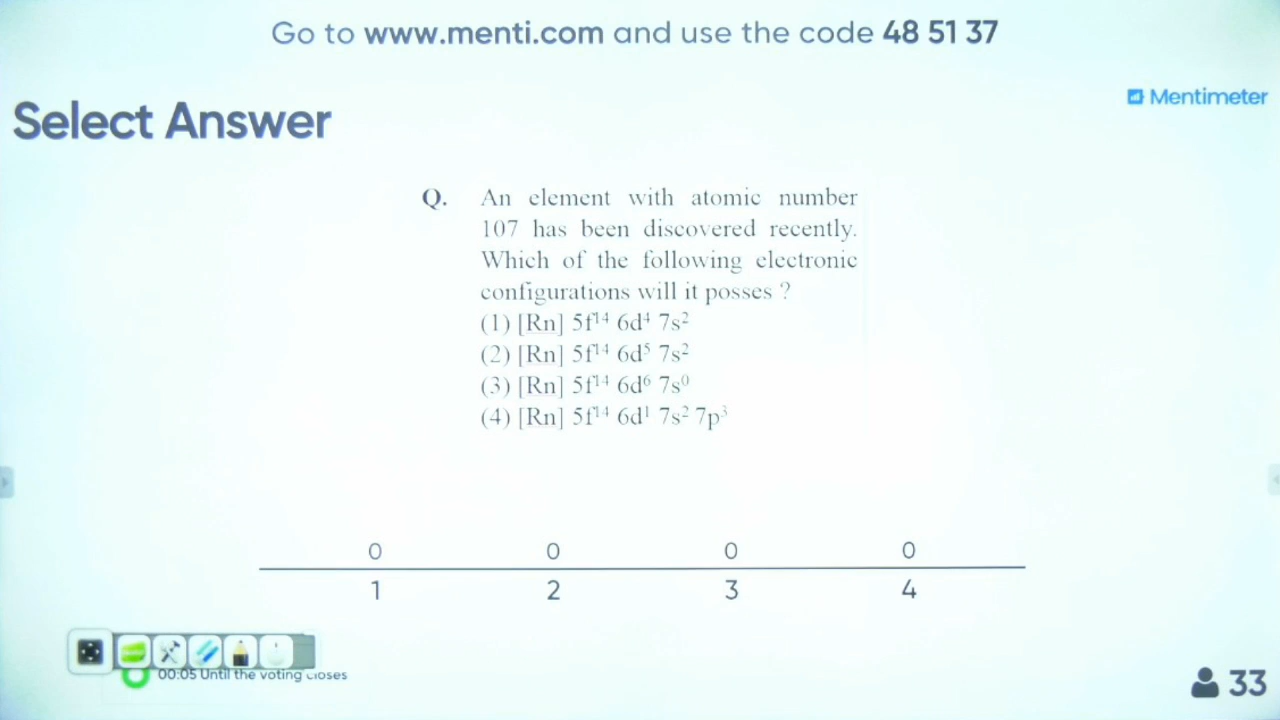 Go to www.menti.com and use the code 48 51 37
Mentimeter
Select Answer
Q. An element with atomic number
107 has been discovered recently.
Which of the following electronic
configurations will it posses ?
(1) [Rn] 5f¹⁴ 6d⁴ 7s²
(2) [Rn] 5f¹⁴ 6d⁵ 7s²
(3) [Rn] 5f¹⁴ 6d⁶ 7s⁰
(4) [Rn] 5f¹⁴ 6d¹ 7s² 7p³
0 0 0 0
1 2 3 4
00:05 Until the voting closes
33